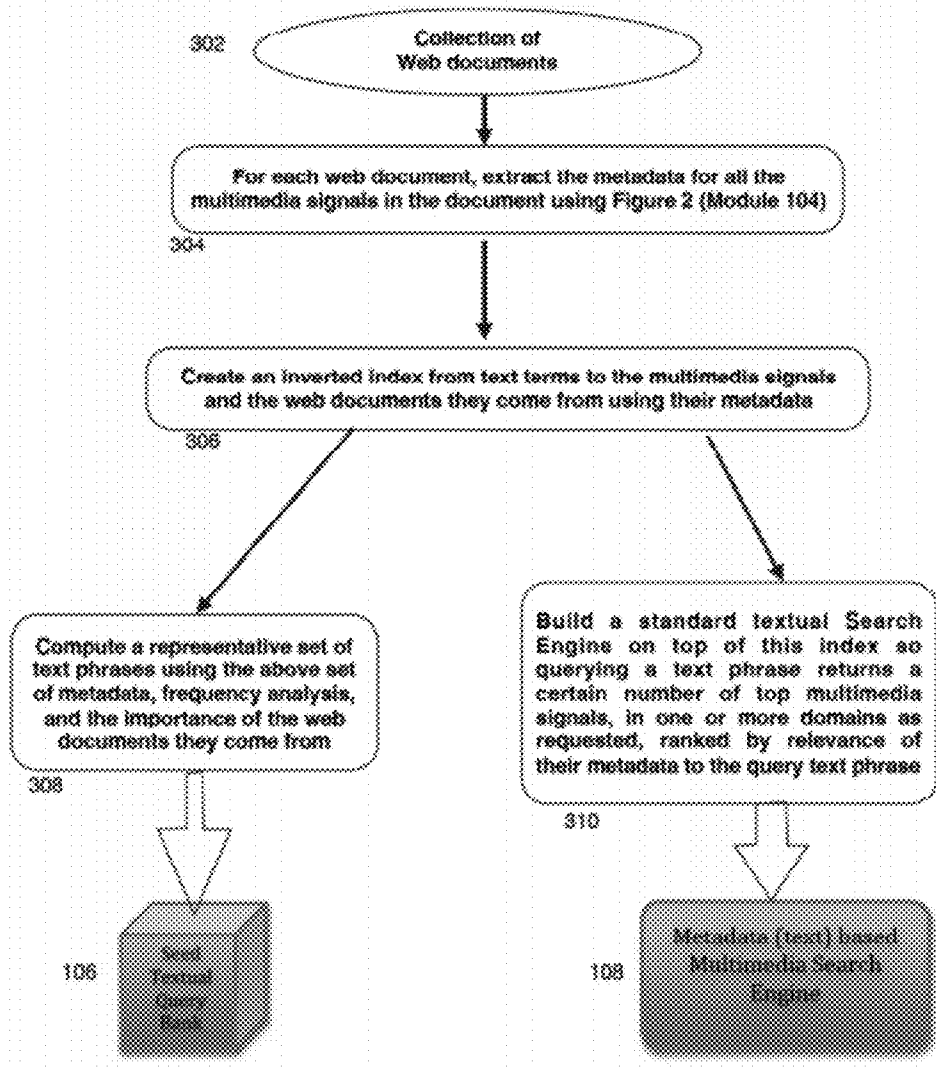 302
Collection of
Web documents
For each web document, extract the metadata for all the
multimedia signals in the document using Figure 2 (Module 104)
304
Create an inverted index from text terms to the multimedia signals
and the web documents they come from using their metadata
306
Compute a representative set of
text phrases using the above set
of metadata, frequency analysis,
and the importance of the web
documents they come from
308
Build a standard textual Search
Engine on top of this index so
querying a text phrase returns a
certain number of top multimedia
signals, in one or more domains as
requested, ranked by relevance of
their metadata to the query text phrase
310
106
Seed
Textual
Query
Bank
108
Metadata (text) based
Multimedia Search
Engine